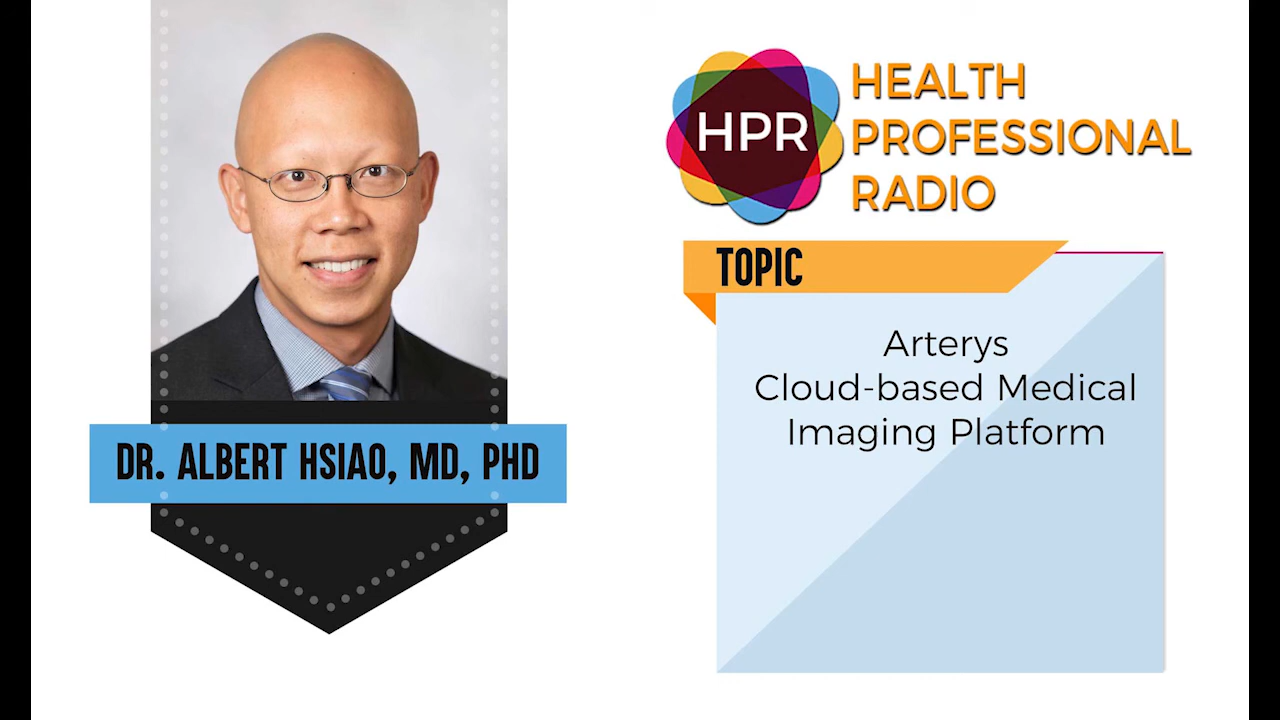 HPR
HEALTH
PROFESSIONAL
RADIO
TOPIC
Arterys
Cloud-based Medical
Imaging Platform
DR. ALBERT HSIAO, MD, PHD